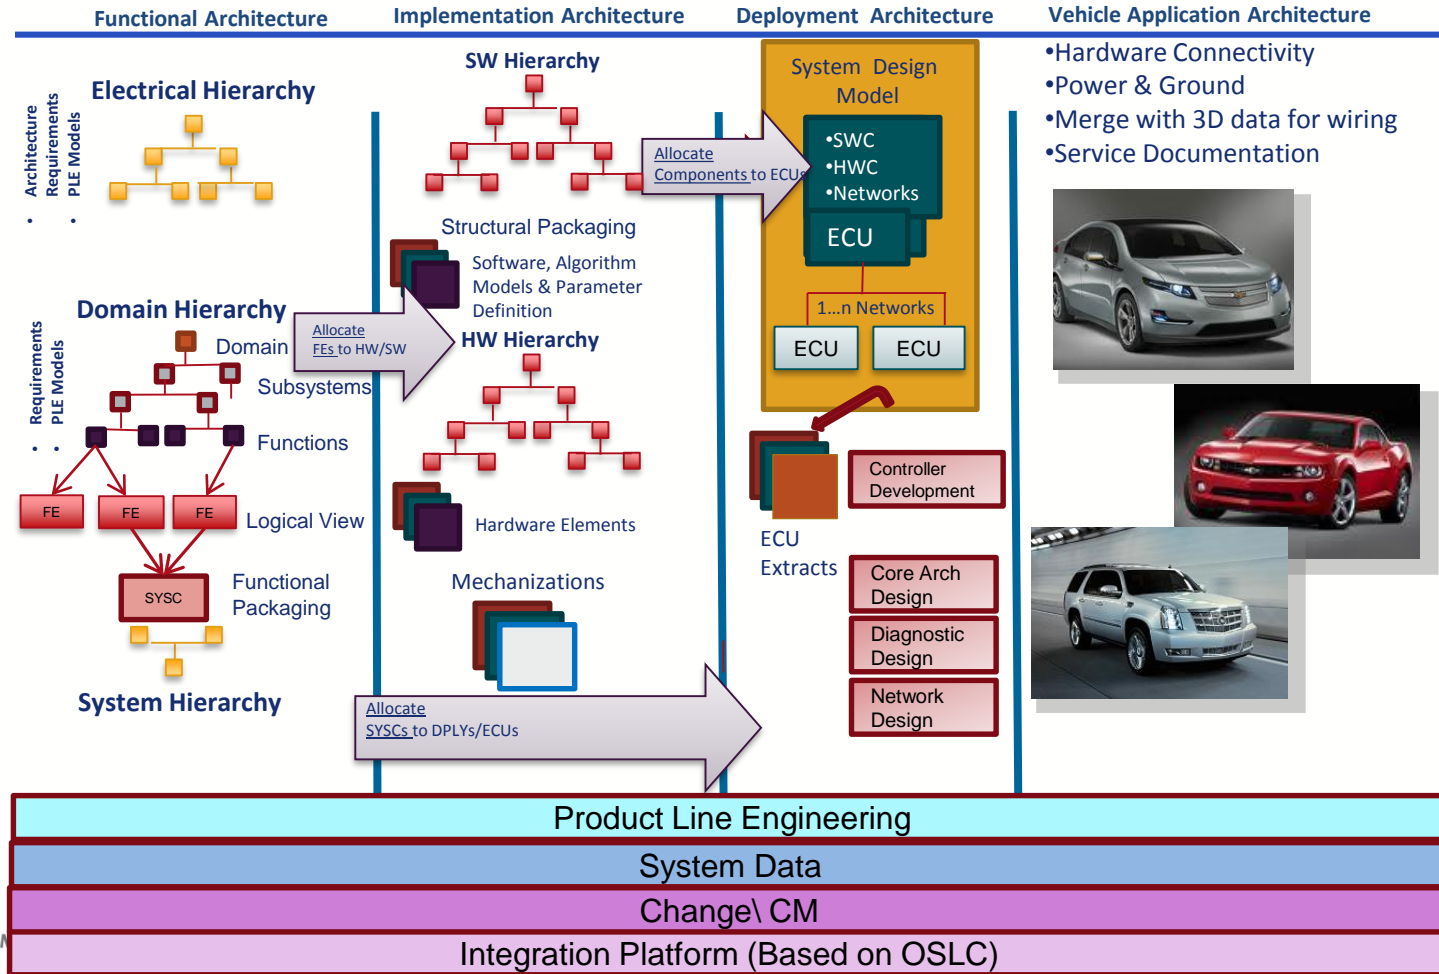 Functional Architecture
Implementation Architecture
Deployment Architecture
Vehicle Application Architecture
Electrical Hierarchy
• Architecture
Requirements
• PLE Models
Domain Hierarchy
• Requirements
• PLE Models
Domain
Subsystems
Functions
FE
FE
FE
Logical View
SYSC
Functional
Packaging
System Hierarchy
Allocate
FEs to HW/SW
SW Hierarchy
Structural Packaging
Software, Algorithm
Models & Parameter
Definition
HW Hierarchy
Hardware Elements
Mechanizations
Allocate
SYSCs to DPLYs/ECUs
Allocate
Components to ECUs
System Design
Model
•SWC
•HWC
•Networks
ECU
1...n Networks
ECU
ECU
ECU
Extracts
Controller
Development
Core Arch
Design
Diagnostic
Design
Network
Design
•Hardware Connectivity
•Power & Ground
•Merge with 3D data for wiring
•Service Documentation
Product Line Engineering
System Data
Change\ CM
Integration Platform (Based on OSLC)